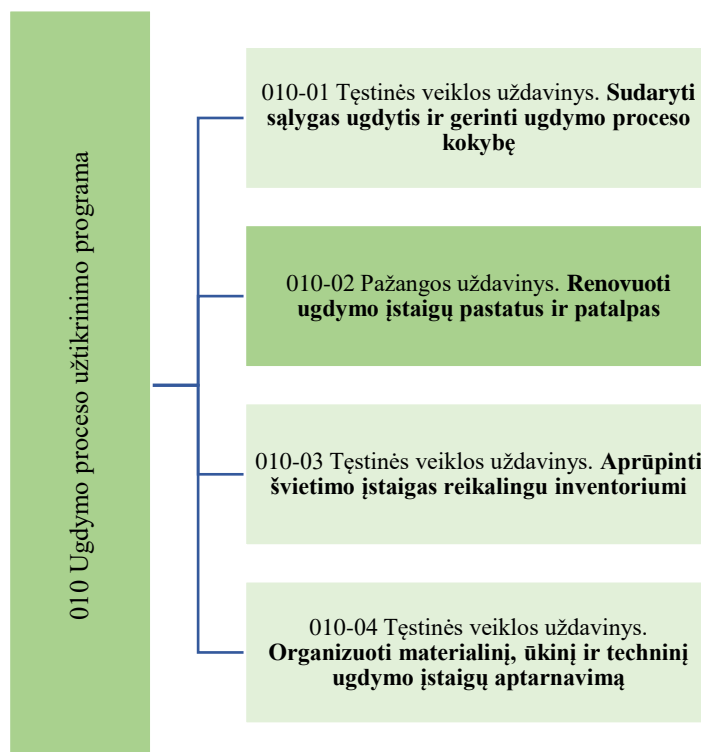 010 Ugdymo proceso užtikrinimo programa
010-01 Tęstinės veiklos uždavinys. Sudaryti
sąlygas ugdytis ir gerinti ugdymo proceso
kokybę
010-02 Pažangos uždavinys. Renovuoti
ugdymo įstaigų pastatus ir patalpas
010-03 Tęstinės veiklos uždavinys. Aprūpinti
švietimo įstaigas reikalingu inventoriumi
010-04 Tęstinės veiklos uždavinys.
Organizuoti materialinį, ūkinį ir techninį
ugdymo įstaigų aptarnavimą